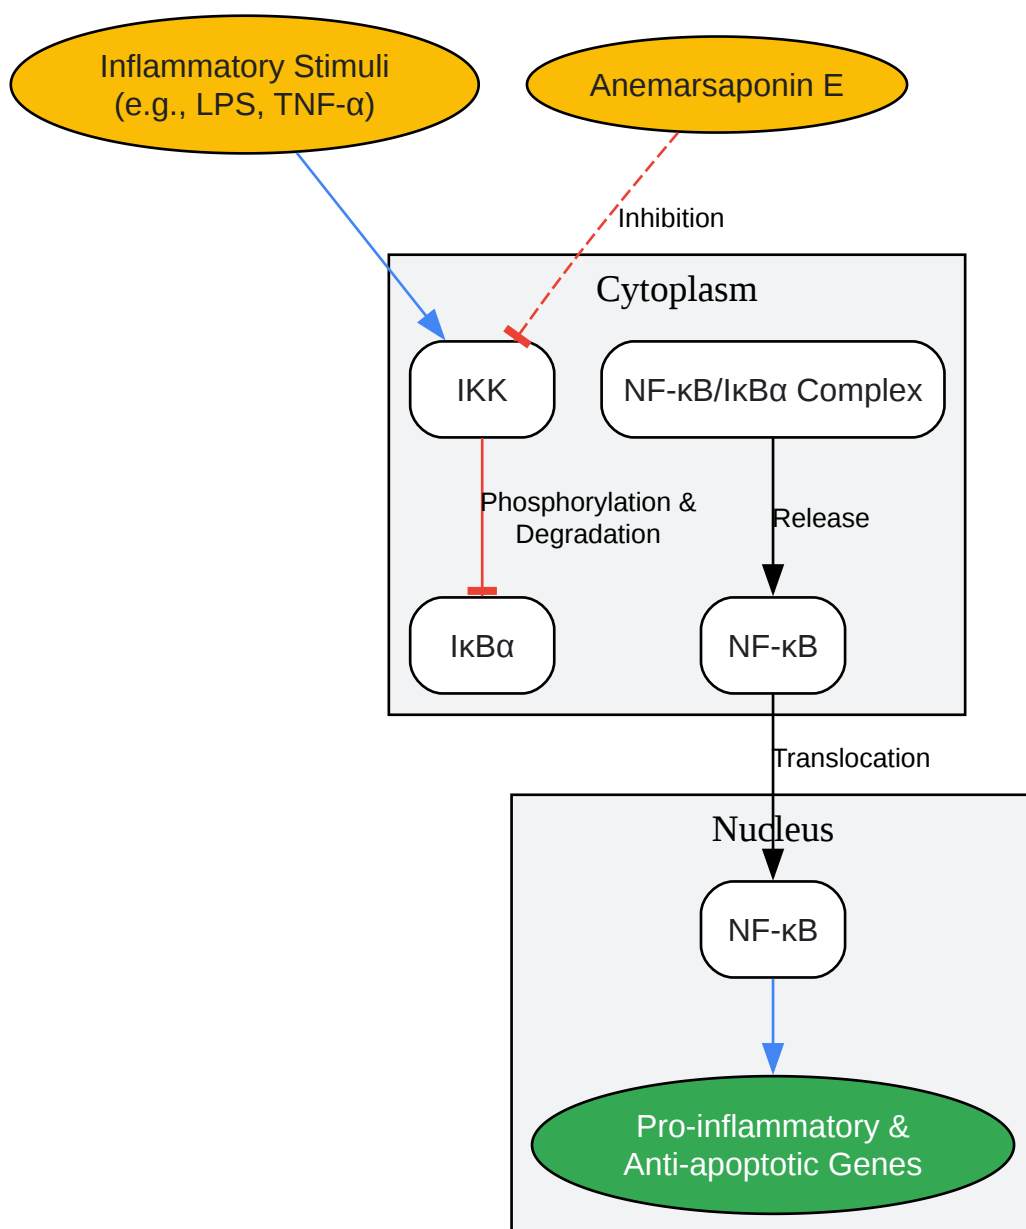 Inflammatory Stimuli
(e.g., LPS, TNF-α)
Anemarsaponin E
Inhibition
Cytoplasm
IKK
NF-κB/IκBα Complex
Phosphorylation &
Degradation
Release
IκBα
NF-κB
Translocation
Nucleus
NF-κB
Pro-inflammatory &
Anti-apoptotic Genes